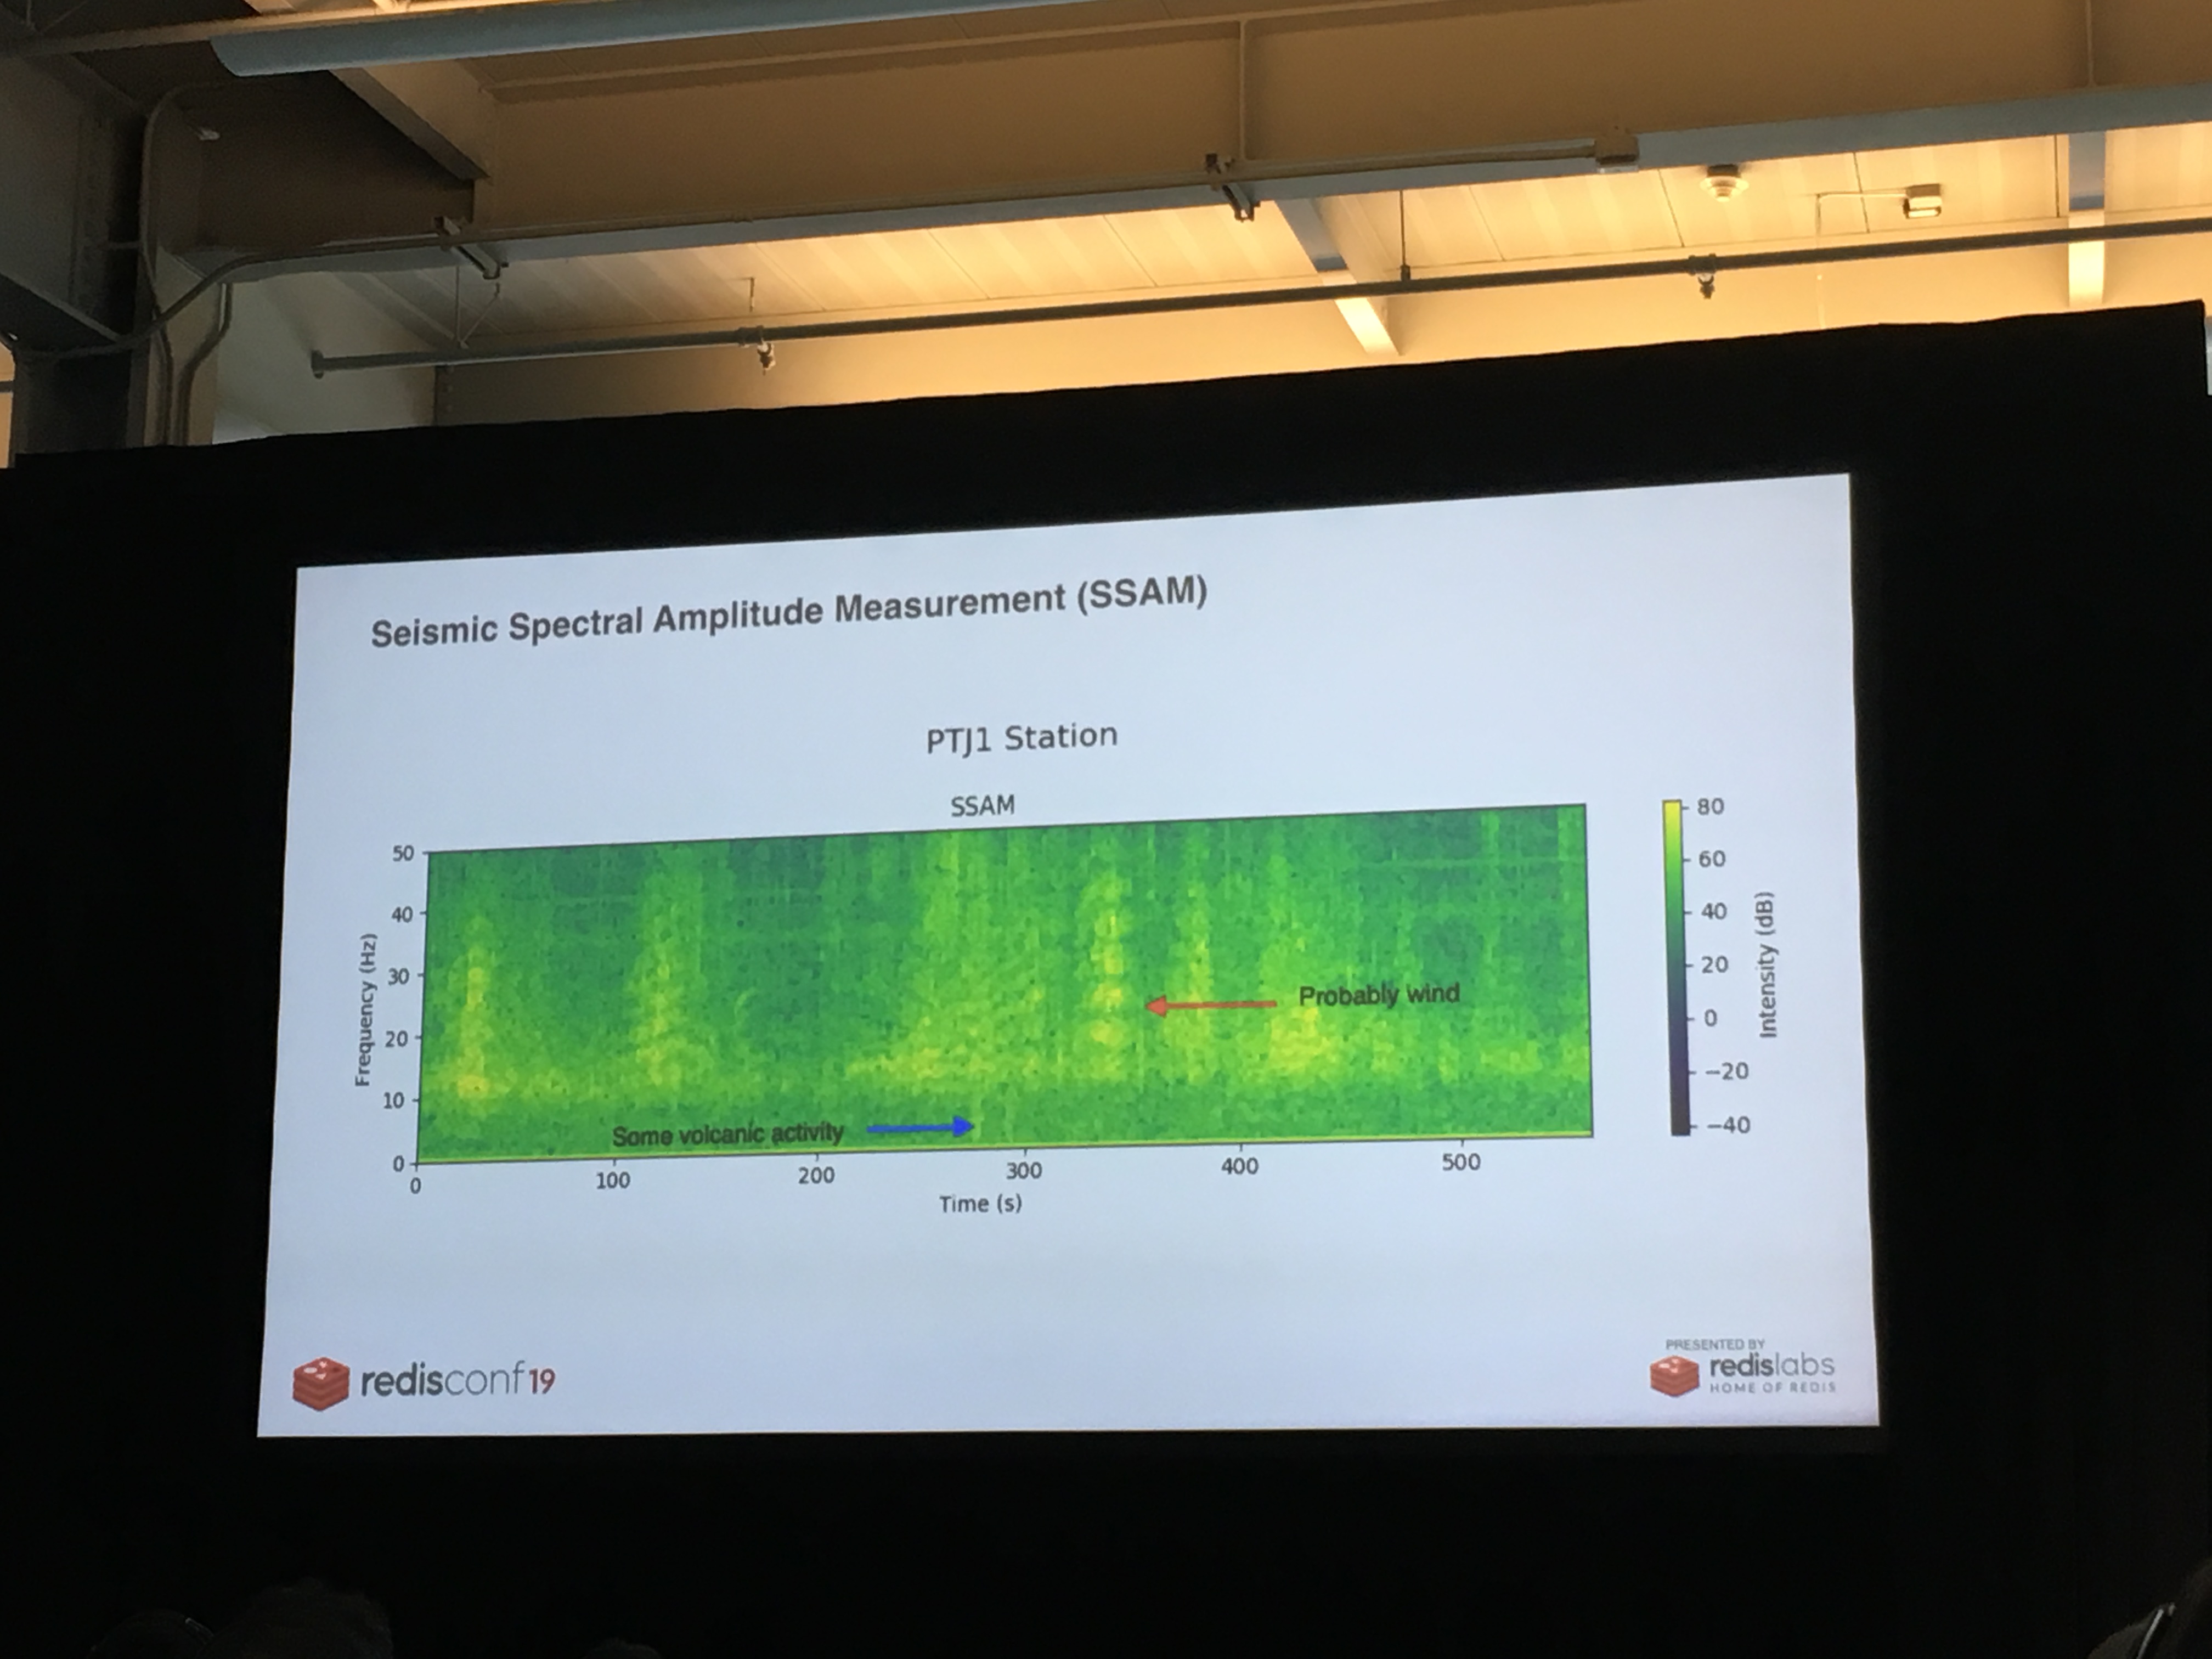 Seismic Spectral Amplitude Measurement (SSAM)
PTJ1 Station
SSAM
50
40
30
20
10
0
Frequency (Hz)
0
100
200
300
400
500
Time (s)
Some volcanic activity
Probably wind
80
60
40
20
0
−20
−40
Intensity (dB)
redisconf19
PRESENTED BY
redislabs
HOME OF REDIS